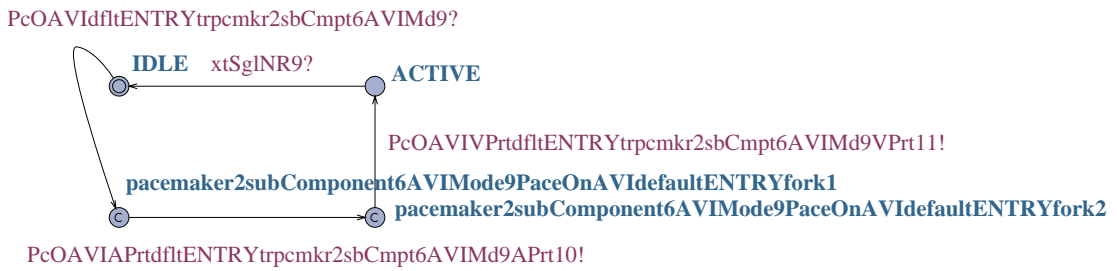 PcOAVIdfltENTRYtrpcmkr2sbCmpt6AVIMd9?
IDLE xtSglNR9?
ACTIVE
PcOAVIVPrtdfltENTRYtrpcmkr2sbCmpt6AVIMd9VPrt11!
pacemaker2subComponent6AVIMode9PaceOnAVIdefaultENTRYfork1
C
C pacemaker2subComponent6AVIMode9PaceOnAVIdefaultENTRYfork2
PcOAVIAPrtdfltENTRYtrpcmkr2sbCmpt6AVIMd9APrt10!